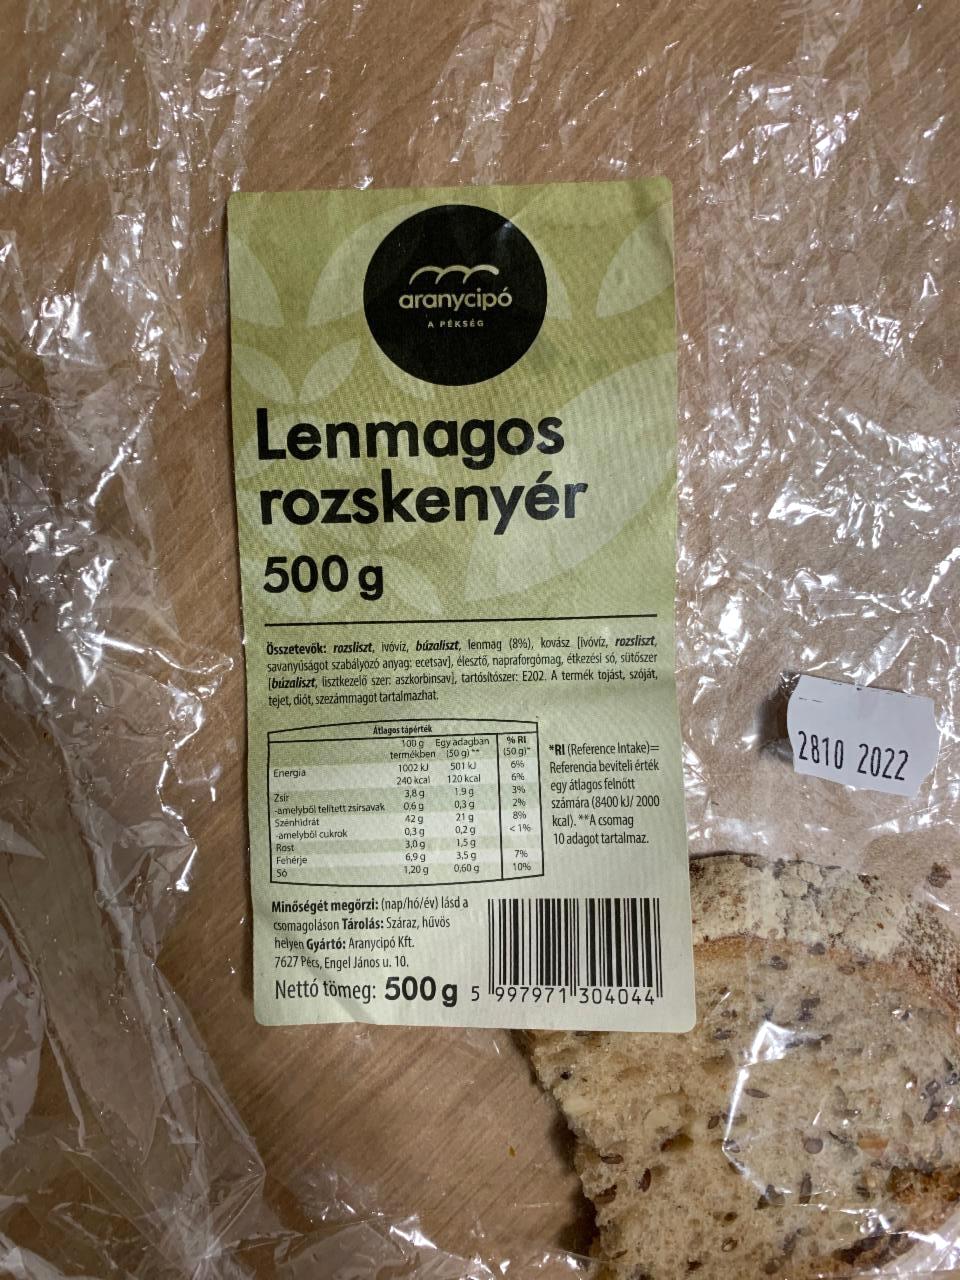 aranycipó
A PÉKSÉG
Lenmagos
rozskenyér
500 g
Összetevők: rozsliszt, ivóvíz, búzaliszt, lenmag (8%), kovász [ivóvíz, rozsliszt,
savanyúságot szabályozó anyag: ecetsav], élesztő, napraforgómag, étkezési só, sütőszer
[búzaliszt, lisztkezelő szer: aszkorbinsav], tartósítószer: E202. A termék tojást, szóját,
tejet, diót, szezámmagot tartalmazhat.
Átlagos tápérték
100 g termékben Egy adagban (50 g)** % RI (50 g)*
Energia 1002 kJ 501 kJ 6%
240 kcal 120 kcal 6%
Zsír 3,8 g 1.9 g 3%
-amelyből telített zsírsavak 0,6 g 0,3 g 2%
Szénhidrát 42 g 21 g 8%
-amelyből cukrok 0,3 g 0,2 g < 1%
Rost 3,0 g 1,5 g
Fehérje 6,9 g 3,5 g 7%
Só 1,20 g 0,60 g 10%
*RI (Reference Intake)=
Referencia beviteli érték
egy átlagos felnőtt
számára (8400 kJ/ 2000
kcal). **A csomag
10 adagot tartalmaz.
Minőségét megőrzi: (nap/hó/év) lásd a
csomagoláson Tárolás: Száraz, hűvös
helyen Gyártó: Aranycipó Kft.
7627 Pécs, Engel János u. 10.
Nettó tömeg: 500 g
5 997971 304044
2810 2022